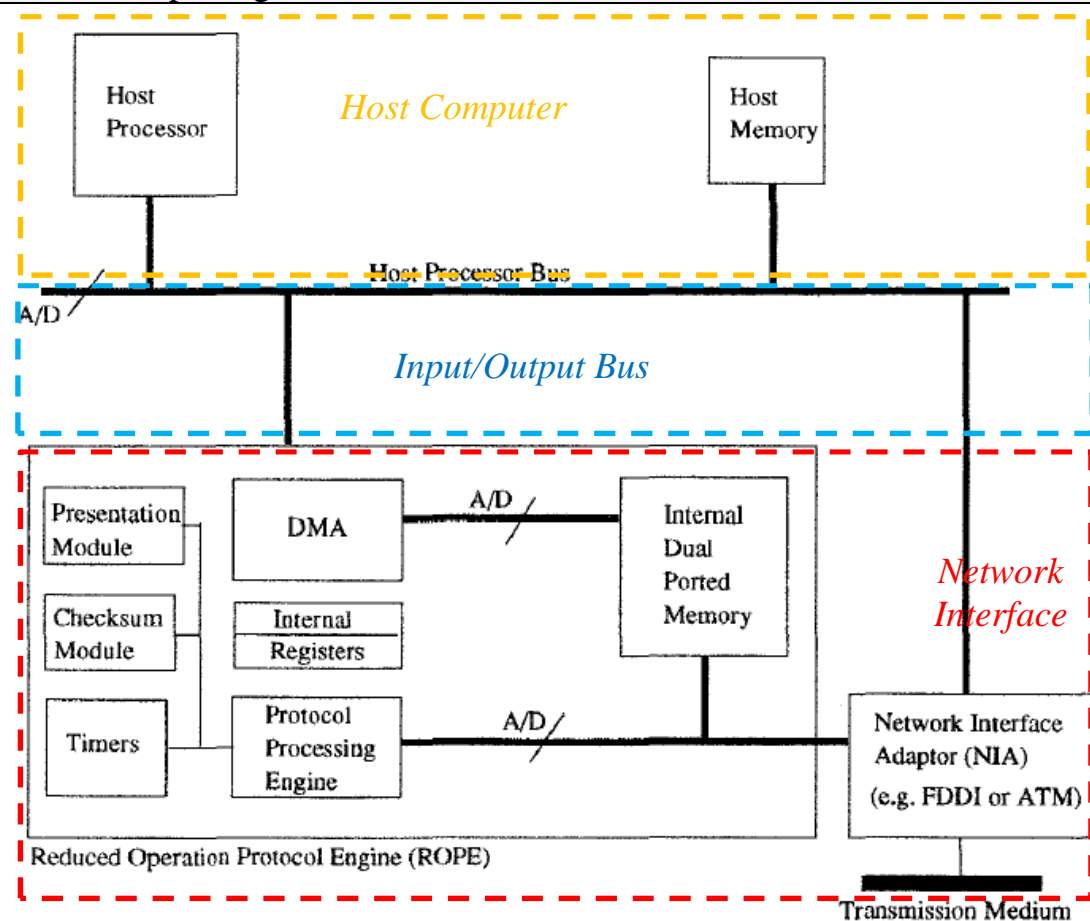 Host
Processor
Host Computer
Host
Memory
Host Processor Bus
A/D
Input/Output Bus
Presentation
Module
DMA
A/D
Internal
Dual
Ported
Memory
Network
Interface
Checksum
Module
Internal
Registers
Timers
Protocol
Processing
Engine
A/D
Network Interface
Adaptor (NIA)
(e.g. FDDI or ATM)
Reduced Operation Protocol Engine (ROPE)
Transmission Medium